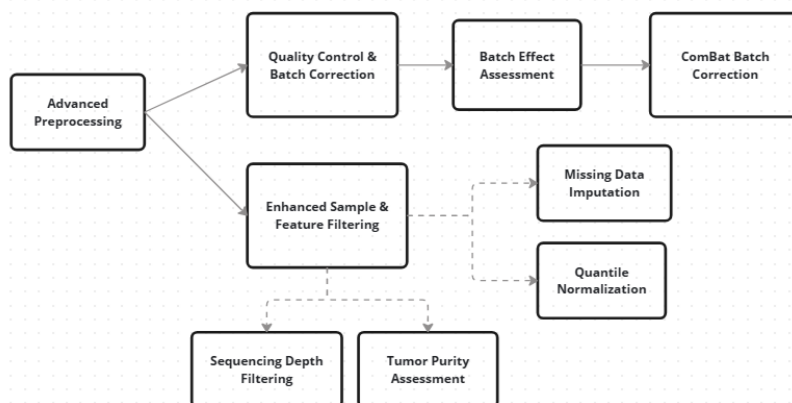 Quality Control &
Batch Correction
Batch Effect
Assessment
ComBat Batch
Correction
Advanced
Preprocessing
Enhanced Sample &
Feature Filtering
Missing Data
Imputation
Quantile
Normalization
Sequencing Depth
Filtering
Tumor Purity
Assessment